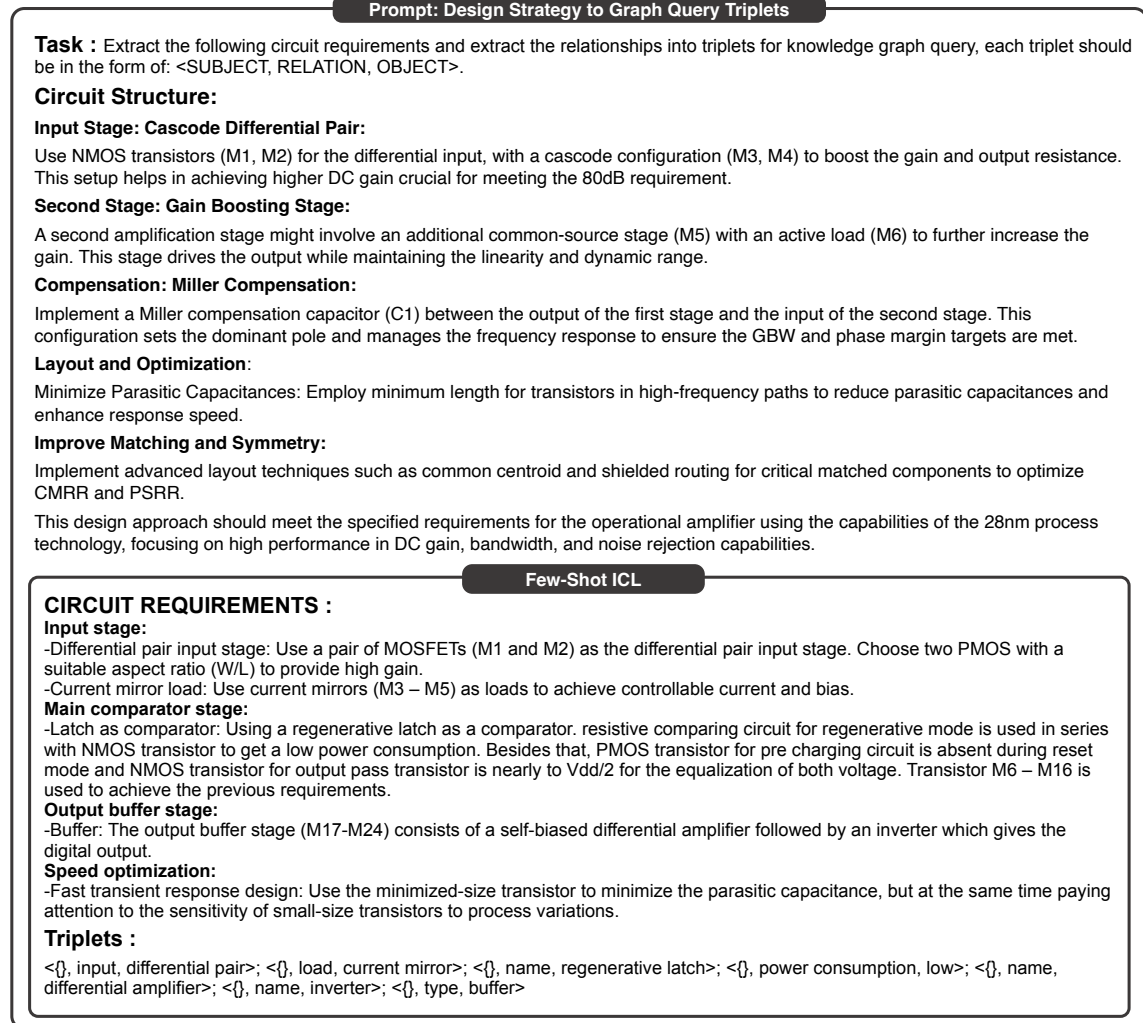 Prompt: Design Strategy to Graph Query Triplets
Task : Extract the following circuit requirements and extract the relationships into triplets for knowledge graph query, each triplet should
be in the form of: <SUBJECT, RELATION, OBJECT>.
Circuit Structure:
Input Stage: Cascode Differential Pair:
Use NMOS transistors (M1, M2) for the differential input, with a cascode configuration (M3, M4) to boost the gain and output resistance.
This setup helps in achieving higher DC gain crucial for meeting the 80dB requirement.
Second Stage: Gain Boosting Stage:
A second amplification stage might involve an additional common-source stage (M5) with an active load (M6) to further increase the
gain. This stage drives the output while maintaining the linearity and dynamic range.
Compensation: Miller Compensation:
Implement a Miller compensation capacitor (C1) between the output of the first stage and the input of the second stage. This
configuration sets the dominant pole and manages the frequency response to ensure the GBW and phase margin targets are met.
Layout and Optimization:
Minimize Parasitic Capacitances: Employ minimum length for transistors in high-frequency paths to reduce parasitic capacitances and
enhance response speed.
Improve Matching and Symmetry:
Implement advanced layout techniques such as common centroid and shielded routing for critical matched components to optimize
CMRR and PSRR.
This design approach should meet the specified requirements for the operational amplifier using the capabilities of the 28nm process
technology, focusing on high performance in DC gain, bandwidth, and noise rejection capabilities.
Few-Shot ICL
CIRCUIT REQUIREMENTS :
Input stage:
-Differential pair input stage: Use a pair of MOSFETs (M1 and M2) as the differential pair input stage. Choose two PMOS with a
suitable aspect ratio (W/L) to provide high gain.
-Current mirror load: Use current mirrors (M3 – M5) as loads to achieve controllable current and bias.
Main comparator stage:
-Latch as comparator: Using a regenerative latch as a comparator. resistive comparing circuit for regenerative mode is used in series
with NMOS transistor to get a low power consumption. Besides that, PMOS transistor for pre charging circuit is absent during reset
mode and NMOS transistor for output pass transistor is nearly to Vdd/2 for the equalization of both voltage. Transistor M6 – M16 is
used to achieve the previous requirements.
Output buffer stage:
-Buffer: The output buffer stage (M17-M24) consists of a self-biased differential amplifier followed by an inverter which gives the
digital output.
Speed optimization:
-Fast transient response design: Use the minimized-size transistor to minimize the parasitic capacitance, but at the same time paying
attention to the sensitivity of small-size transistors to process variations.
Triplets :
<{}, input, differential pair>; <{}, load, current mirror>; <{}, name, regenerative latch>; <{}, power consumption, low>; <{}, name,
differential amplifier>; <{}, name, inverter>; <{}, type, buffer>